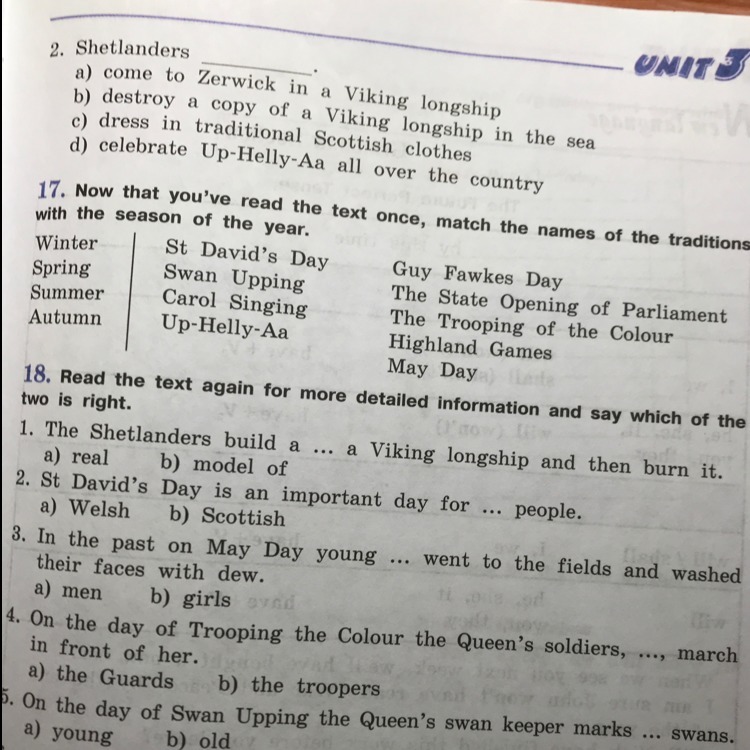 UNIT 3
2. Shetlanders ________.
a) come to Zerwick in a Viking longship
b) destroy a copy of a Viking longship in the sea
c) dress in traditional Scottish clothes
d) celebrate Up-Helly-Aa all over the country
17. Now that you've read the text once, match the names of the traditions
with the season of the year.
Winter
Spring
Summer
Autumn
St David's Day
Swan Upping
Carol Singing
Up-Helly-Aa
Guy Fawkes Day
The State Opening of Parliament
The Trooping of the Colour
Highland Games
May Day
18. Read the text again for more detailed information and say which of the
two is right.
1. The Shetlanders build a ... a Viking longship and then burn it.
a) real b) model of
2. St David's Day is an important day for ... people.
a) Welsh b) Scottish
3. In the past on May Day young ... went to the fields and washed
their faces with dew.
a) men b) girls
4. On the day of Trooping the Colour the Queen's soldiers, ..., march
in front of her.
a) the Guards b) the troopers
5. On the day of Swan Upping the Queen's swan keeper marks ... swans.
a) young b) old